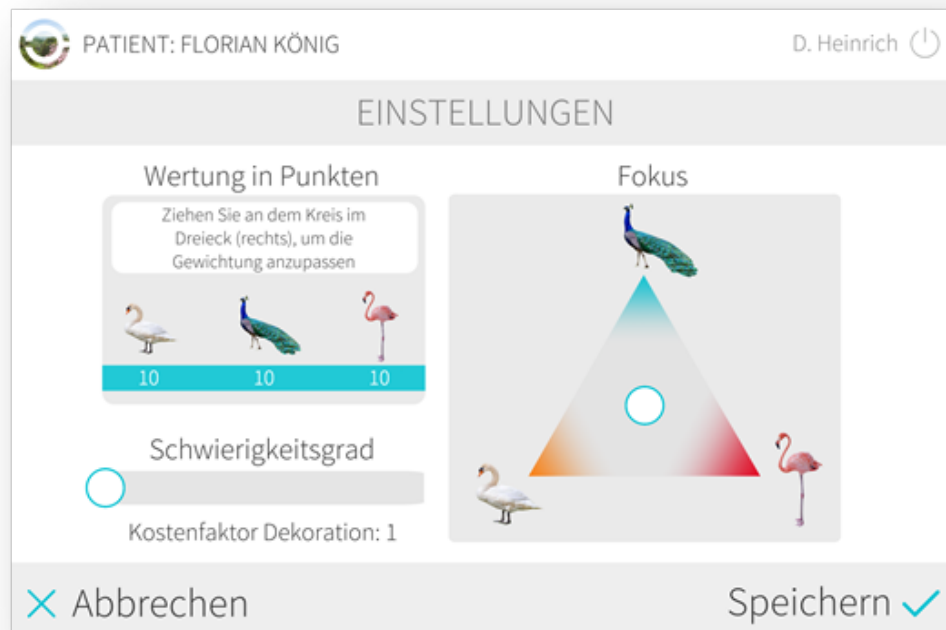 PATIENT: FLORIAN KÖNIG
D. Heinrich
EINSTELLUNGEN
Wertung in Punkten
Ziehen Sie an dem Kreis im
Dreieck (rechts), um die
Gewichtung anzupassen
10 10 10
Schwierigkeitsgrad
Kostenfaktor Dekoration: 1
Fokus
Abbrechen
Speichern